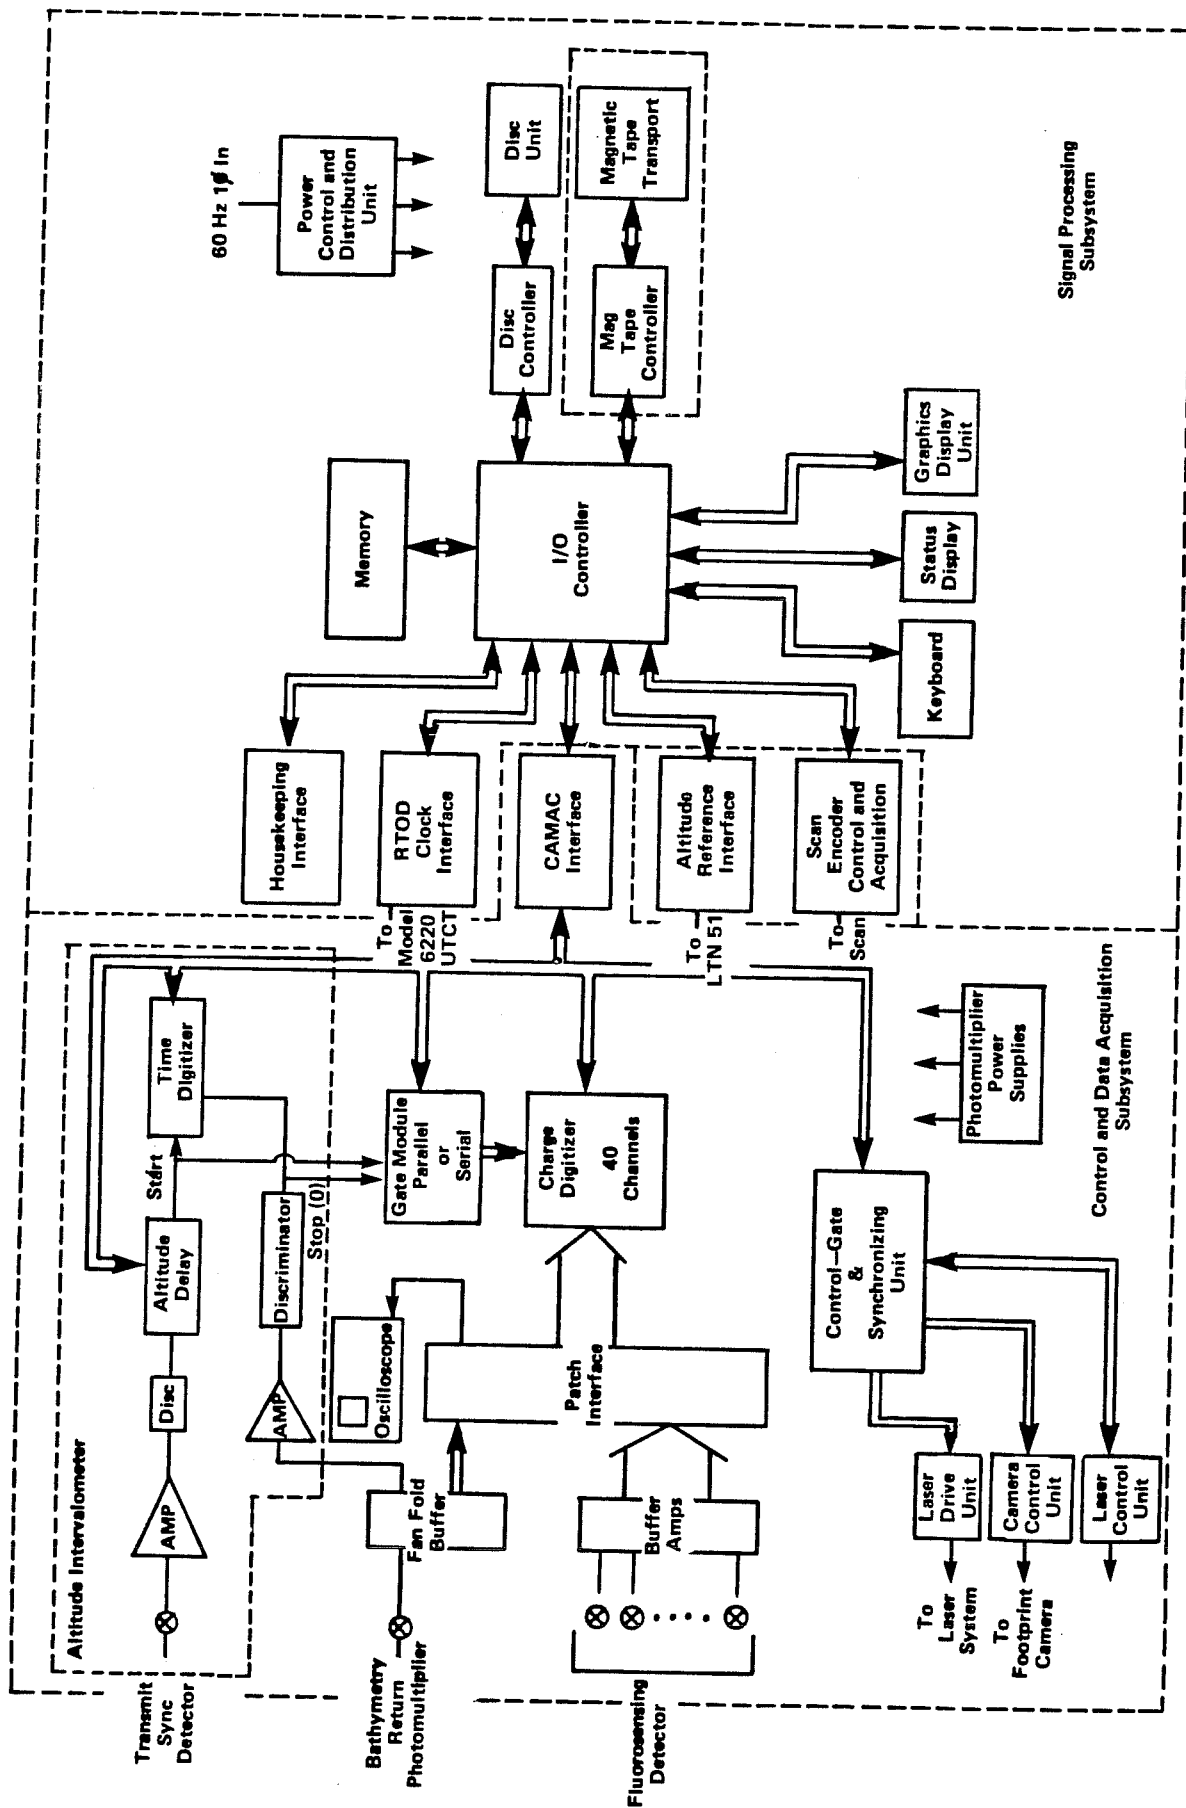 Transmit
Sync
Detector
Altitude Intervalometer
AMP
Disc
Altitude
Delay
Start
Time
Digitizer
AMP
Discriminator
Stop (0)
Bathymetry
Return
Photomultiplier
Fan Fold
Buffer
Oscilloscope
Gate Module
Parallel
or
Serial
Patch
Interface
Charge
Digitizer
40
Channels
Fluorosensing
Detector
Buffer
Amps
Control-Gate
&
Synchronizing
Unit
To
Laser
System
Laser
Drive
Unit
To
Footprint
Camera
Camera
Control
Unit
Laser
Control
Unit
Photomultiplier
Power
Supplies
Control and Data Acquisition
Subsystem
Housekeeping
Interface
To
Model
6220
UTCT
RTOD
Clock
Interface
CAMAC
Interface
To
LTN 51
Altitude
Reference
Interface
To
Scan
Scan
Encoder
Control and
Acquisition
Memory
I/O
Controller
Keyboard
Status
Display
Graphics
Display
Unit
60 Hz 1ø In
Power
Control and
Distribution
Unit
Disc
Controller
Disc
Unit
Mag
Tape
Controller
Magnetic
Tape
Transport
Signal Processing
Subsystem